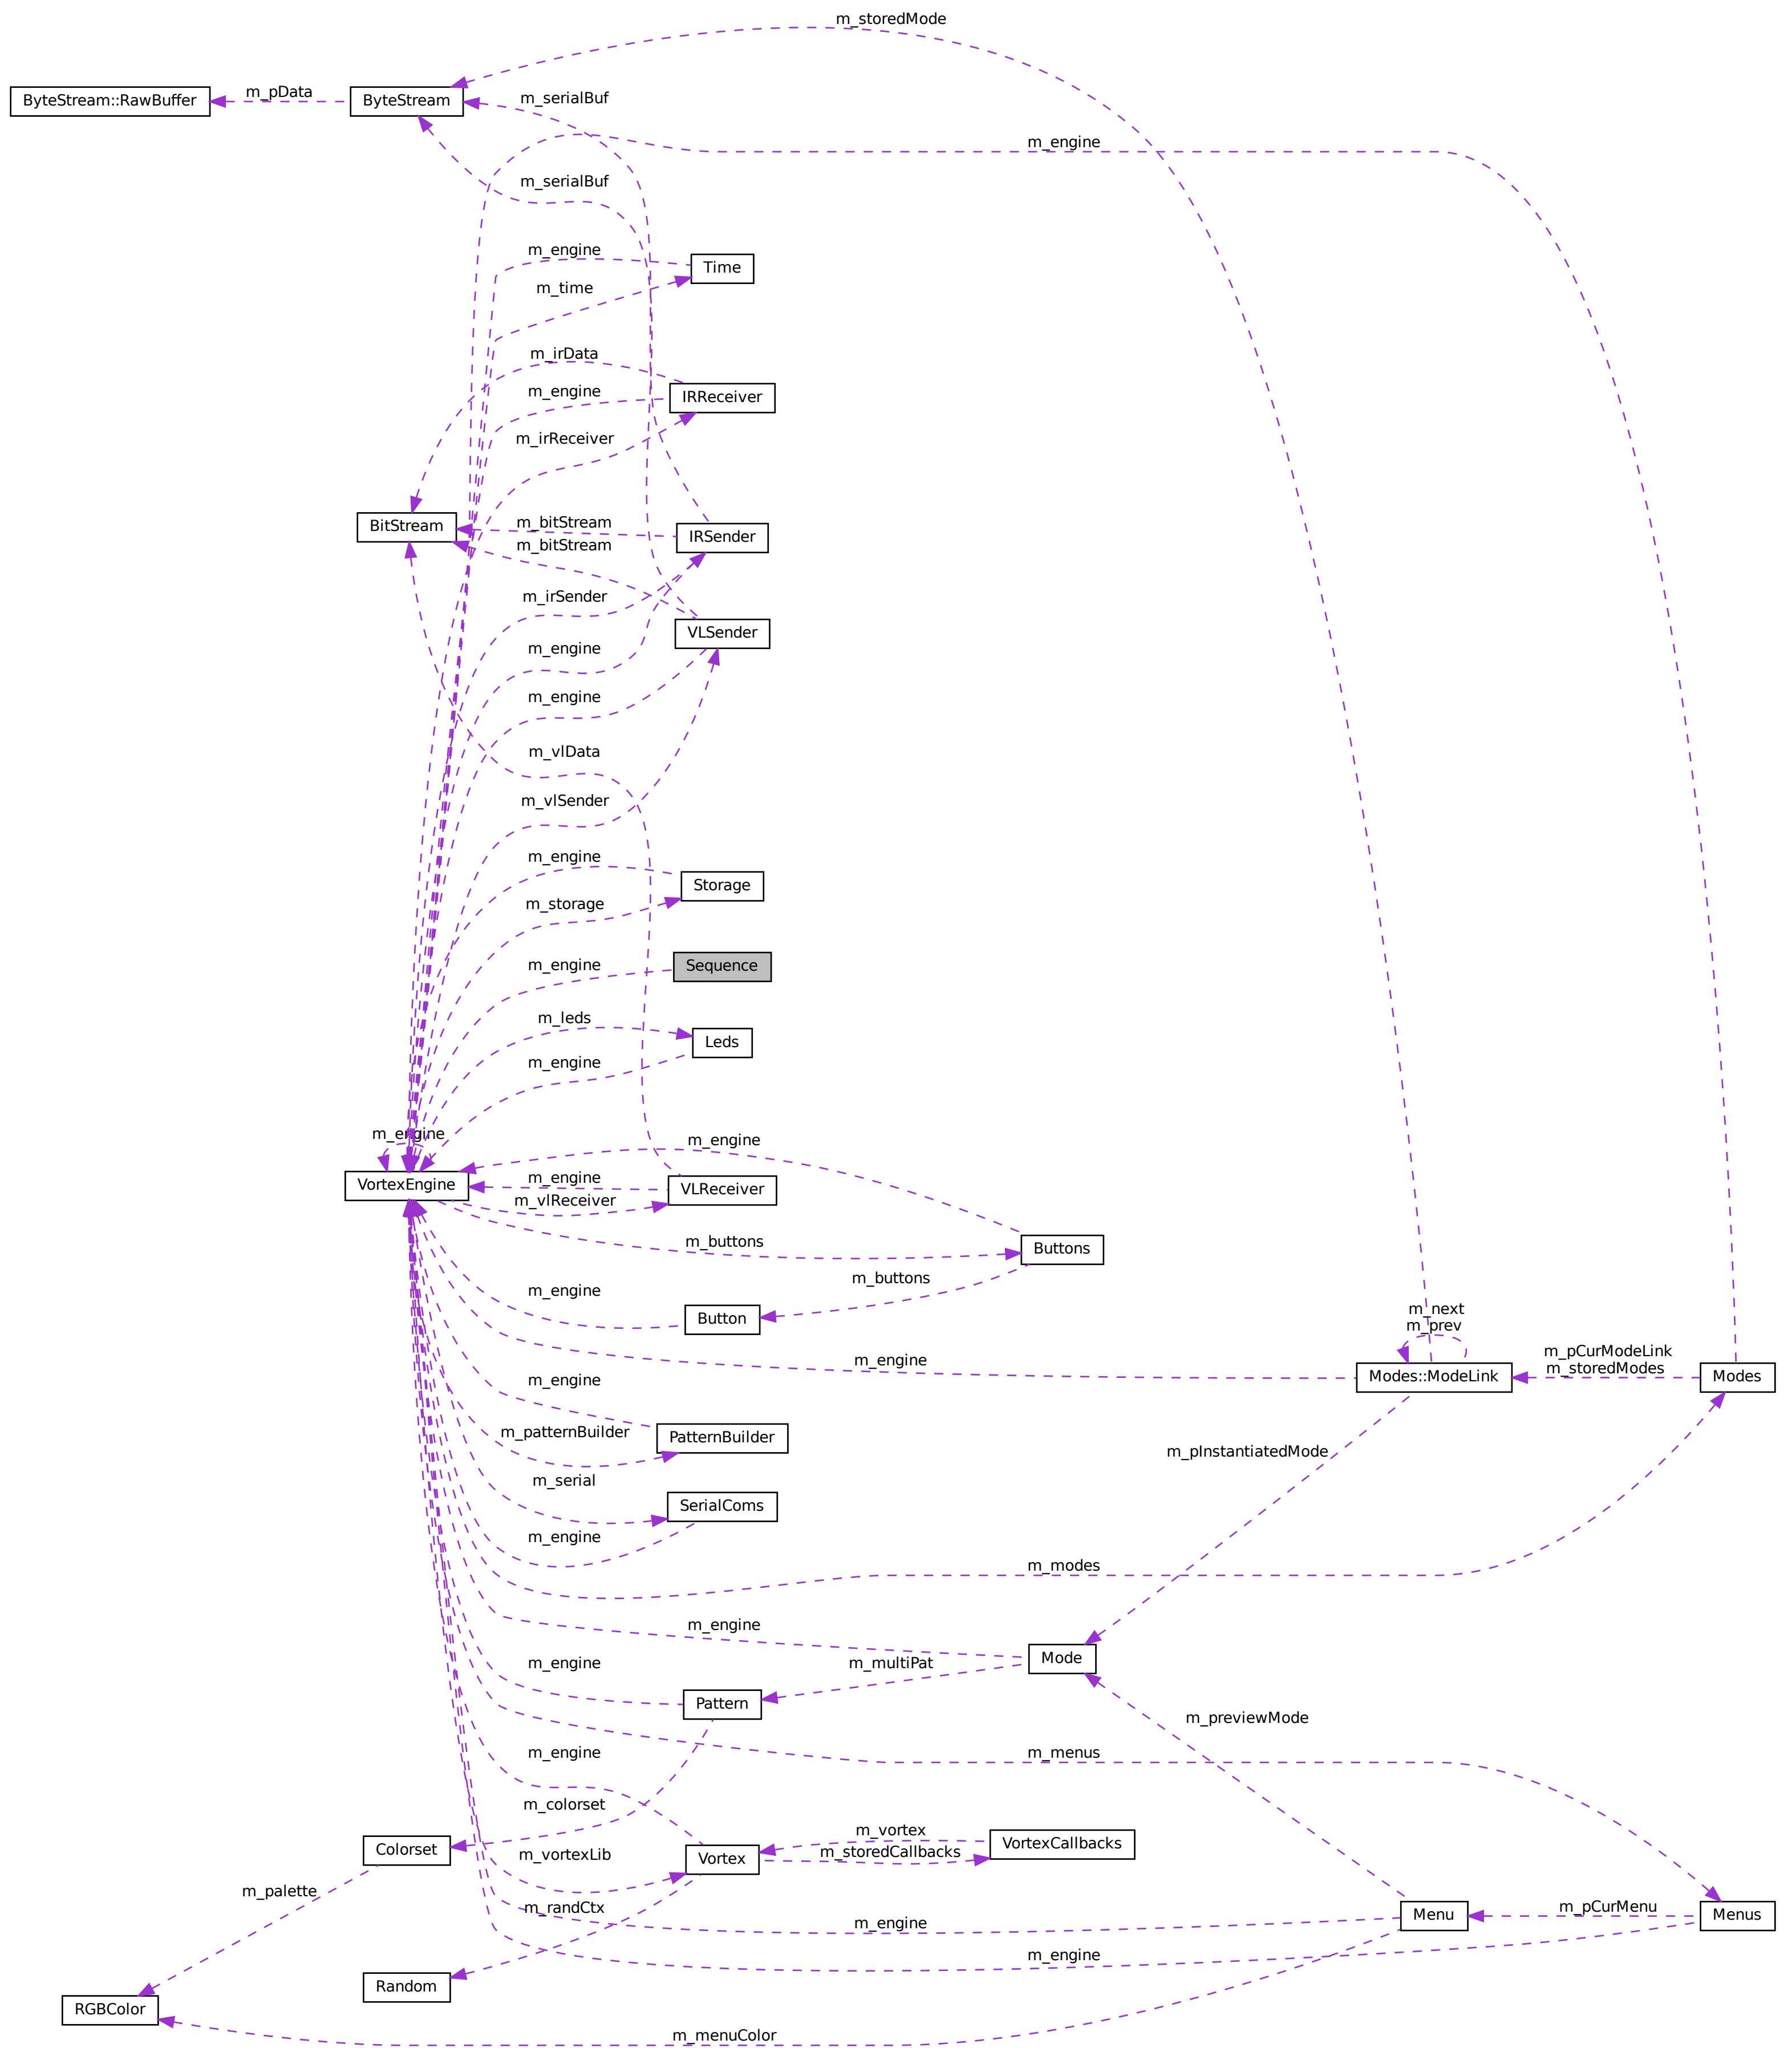 m_storedMode
ByteStream::RawBuffer
m_pData
ByteStream
m_serialBuf
m_engine
m_serialBuf
m_engine
Time
m_time
m_irData
m_engine
IRReceiver
m_irReceiver
BitStream
m_bitStream
IRSender
m_bitStream
m_irSender
VLSender
m_engine
m_engine
m_vlData
m_vlSender
m_engine
Storage
m_storage
m_engine
Sequence
m_leds
Leds
m_engine
m_engine
m_engine
VortexEngine
m_engine
VLReceiver
m_vlReceiver
m_buttons
Buttons
m_buttons
m_engine
Button
m_next
m_prev
m_engine
m_pCurModeLink
m_storedModes
Modes::ModeLink
Modes
m_engine
m_patternBuilder
PatternBuilder
m_pInstantiatedMode
m_serial
SerialComs
m_engine
m_modes
m_engine
Mode
m_engine
m_multiPat
Pattern
m_previewMode
m_engine
m_menus
m_colorset
Colorset
m_vortex
VortexCallbacks
m_storedCallbacks
Vortex
m_vortexLib
m_palette
m_randCtx
m_engine
Menu
m_pCurMenu
Menus
m_engine
Random
RGBColor
m_menuColor